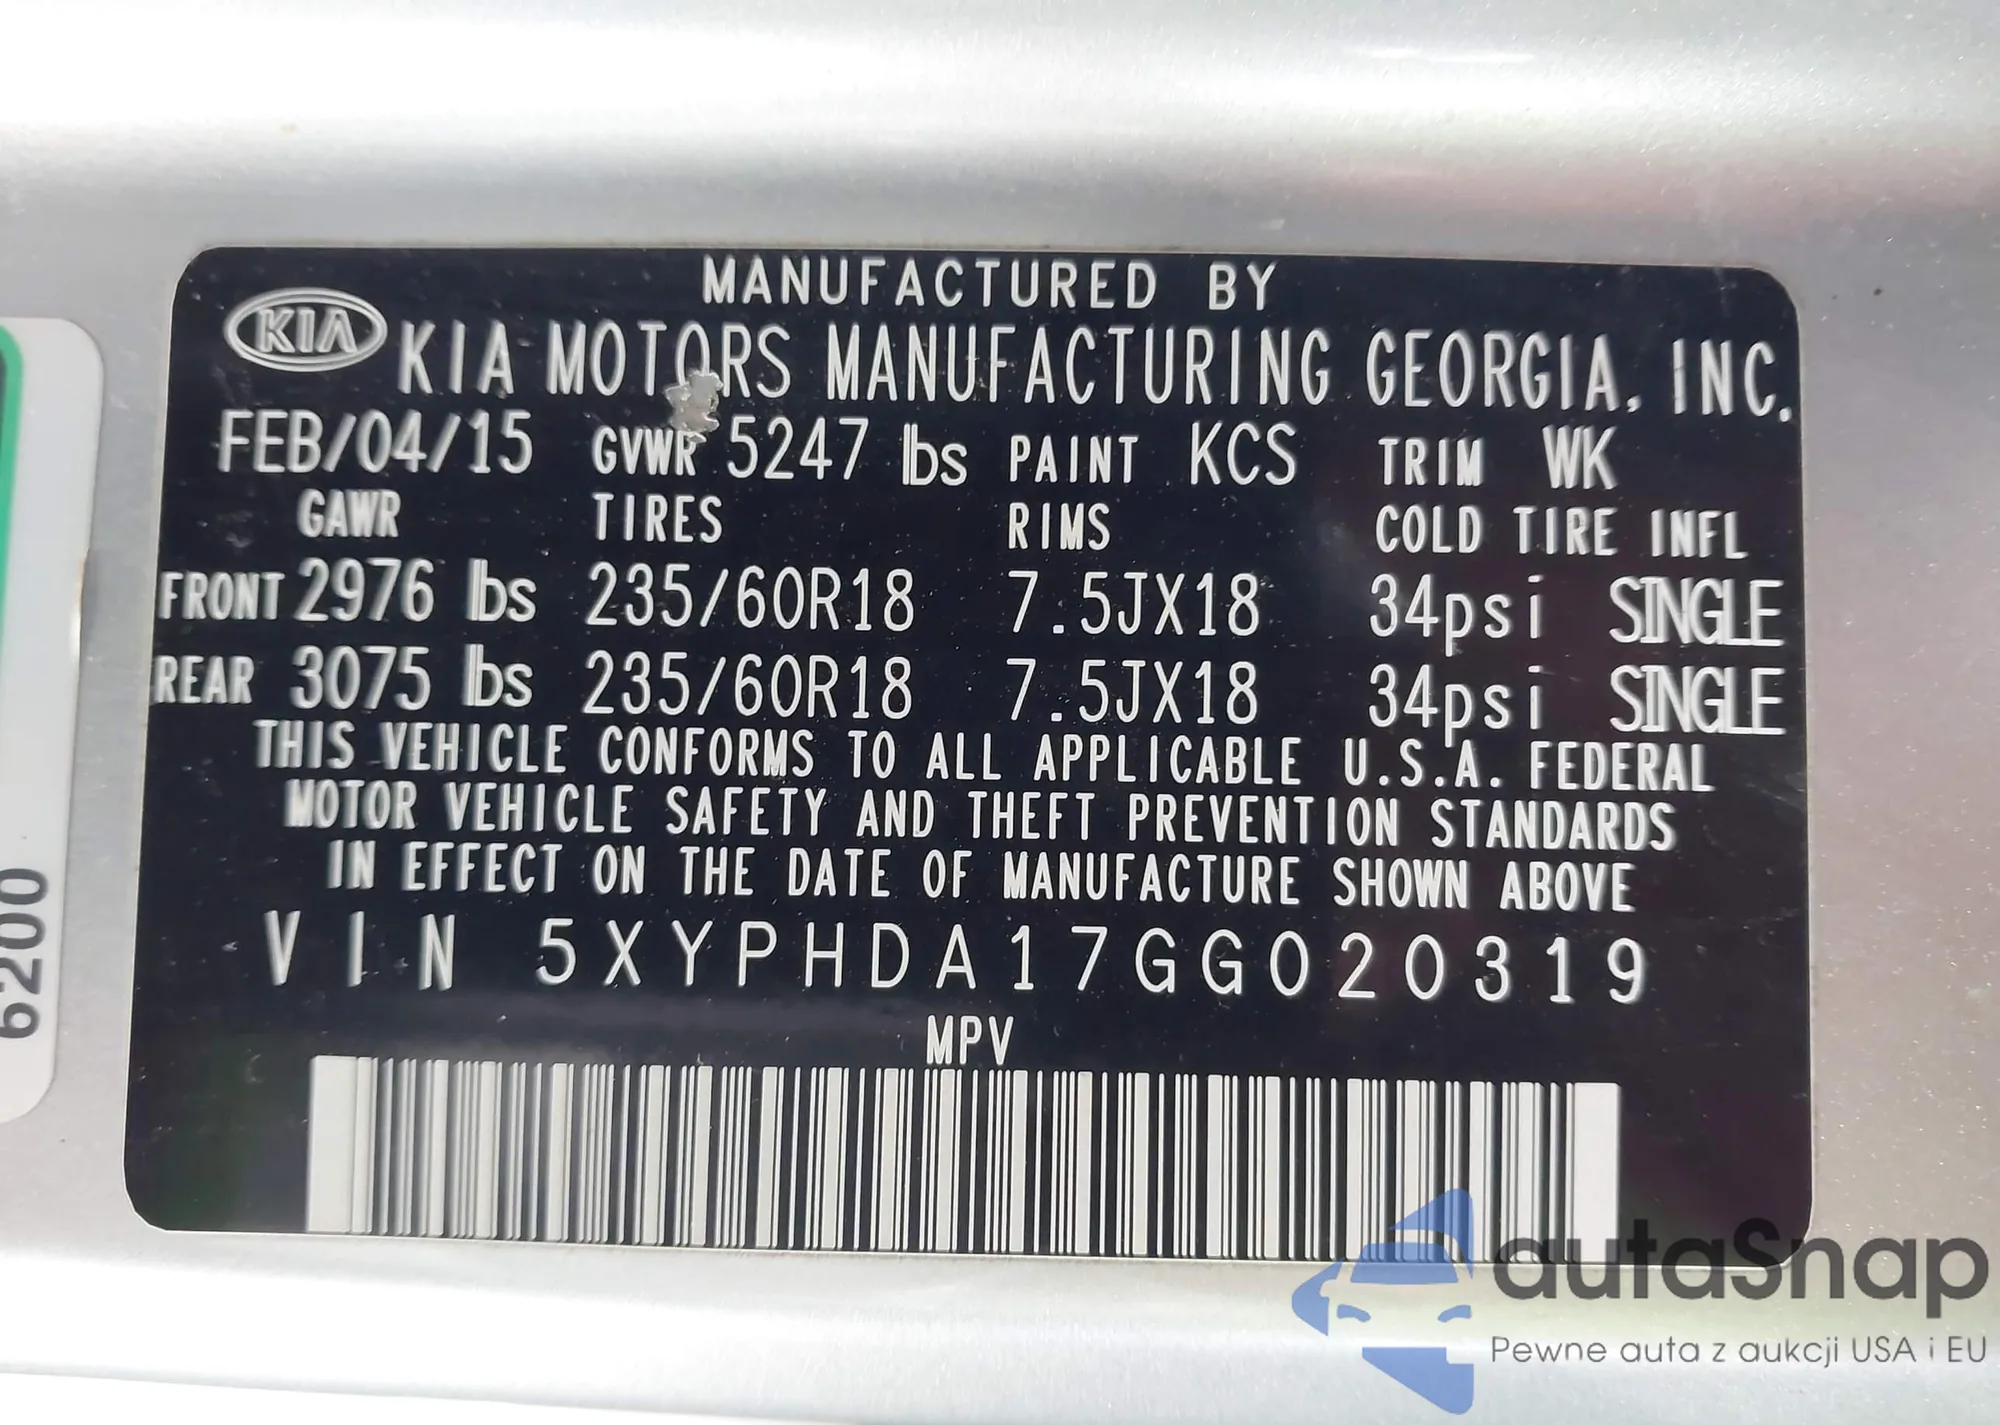 MANUFACTURED BY
KIA KIA MOTORS MANUFACTURING GEORGIA, INC.
FEB/04/15 GVWR 5247 lbs PAINT KCS TRIM WK
GAWR TIRES RIMS COLD TIRE INFL
FRONT 2976 lbs 235/60R18 7.5JX18 34psi SINGLE
REAR 3075 lbs 235/60R18 7.5JX18 34psi SINGLE
THIS VEHICLE CONFORMS TO ALL APPLICABLE U.S.A. FEDERAL
MOTOR VEHICLE SAFETY AND THEFT PREVENTION STANDARDS
IN EFFECT ON THE DATE OF MANUFACTURE SHOWN ABOVE
VIN 5XYPHDA17GG020319
MPV
6200
autaSnap
Pewne auta z aukcji USA i EU